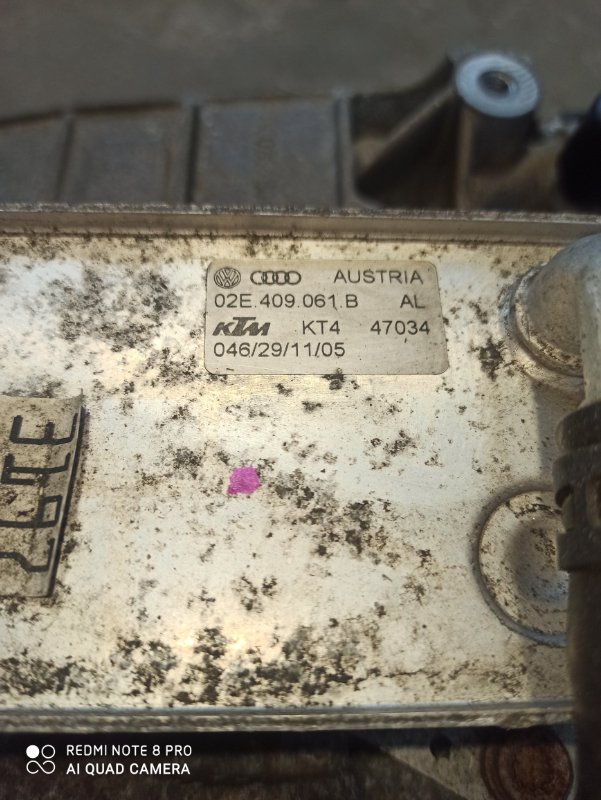 AUSTRIA
02E.409.061.B AL
KTM KT4 47034
046/29/11/05
REDMI NOTE 8 PRO
AI QUAD CAMERA